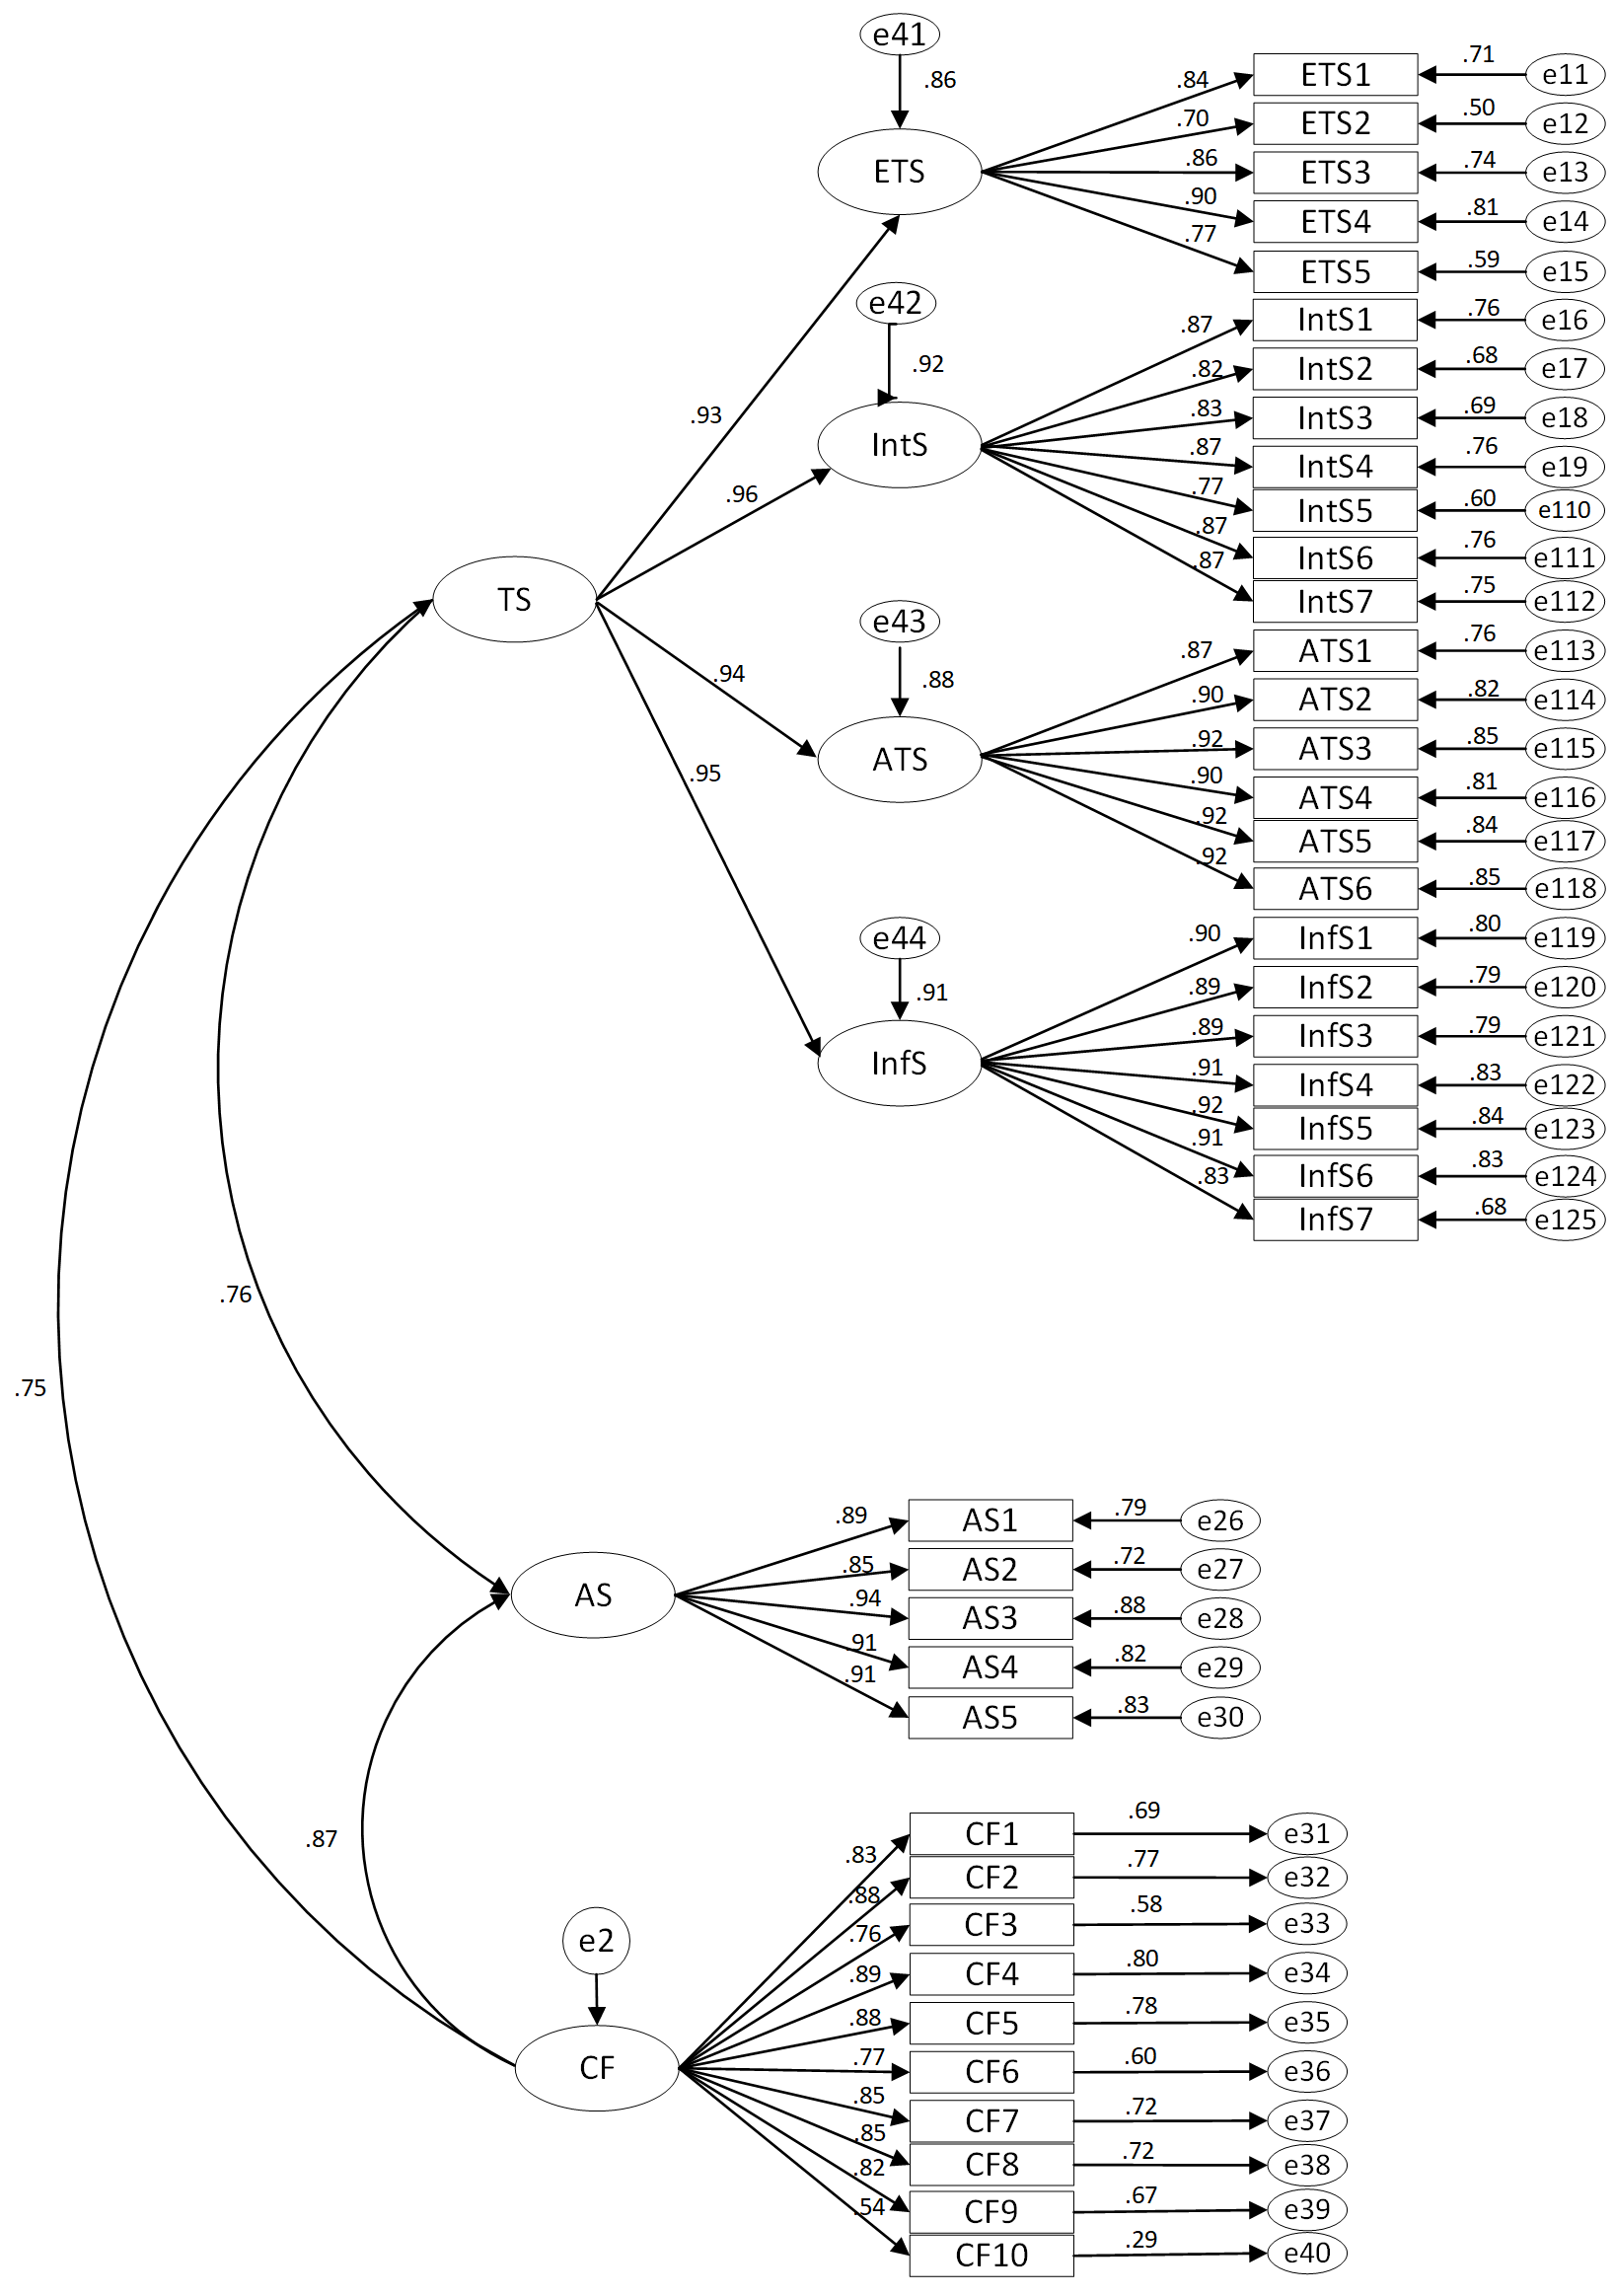 e41
.86
ETS
.84
ETS1
.71
e11
.70
ETS2
.50
e12
.86
ETS3
.74
e13
.90
ETS4
.81
e14
.77
ETS5
.59
e15
e42
.92
.93
IntS
.96
.87
IntS1
.76
e16
.82
IntS2
.68
e17
.83
IntS3
.69
e18
.87
IntS4
.76
e19
.77
IntS5
.60
e110
.87
IntS6
.76
e111
.87
IntS7
.75
e112
TS
e43
.88
.94
ATS
.95
.87
ATS1
.76
e113
.90
ATS2
.82
e114
.92
ATS3
.85
e115
.90
ATS4
.81
e116
.92
ATS5
.84
e117
.92
ATS6
.85
e118
e44
.91
InfS
.90
InfS1
.80
e119
.89
InfS2
.79
e120
.89
InfS3
.79
e121
.91
InfS4
.83
e122
.92
InfS5
.84
e123
.91
InfS6
.83
e124
.83
InfS7
.68
e125
.76
.75
AS
.89
AS1
.79
e26
.85
AS2
.72
e27
.94
AS3
.88
e28
.91
AS4
.82
e29
.91
AS5
.83
e30
.87
e2
CF
.83
CF1
.69
e31
.88
CF2
.77
e32
.76
CF3
.58
e33
.89
CF4
.80
e34
.88
CF5
.78
e35
.77
CF6
.60
e36
.85
CF7
.72
e37
.85
CF8
.72
e38
.82
CF9
.67
e39
.54
CF10
.29
e40